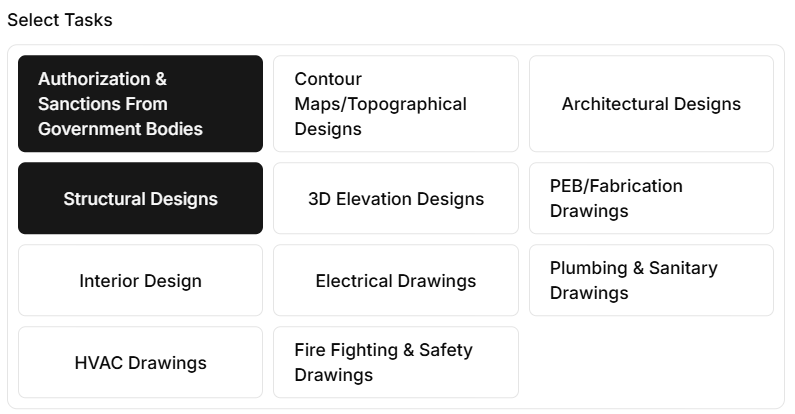 Select Tasks
Authorization &
Sanctions From
Government Bodies
Contour
Maps/Topographical
Designs
Architectural Designs
Structural Designs
3D Elevation Designs
PEB/Fabrication
Drawings
Interior Design
Electrical Drawings
Plumbing & Sanitary
Drawings
HVAC Drawings
Fire Fighting & Safety
Drawings